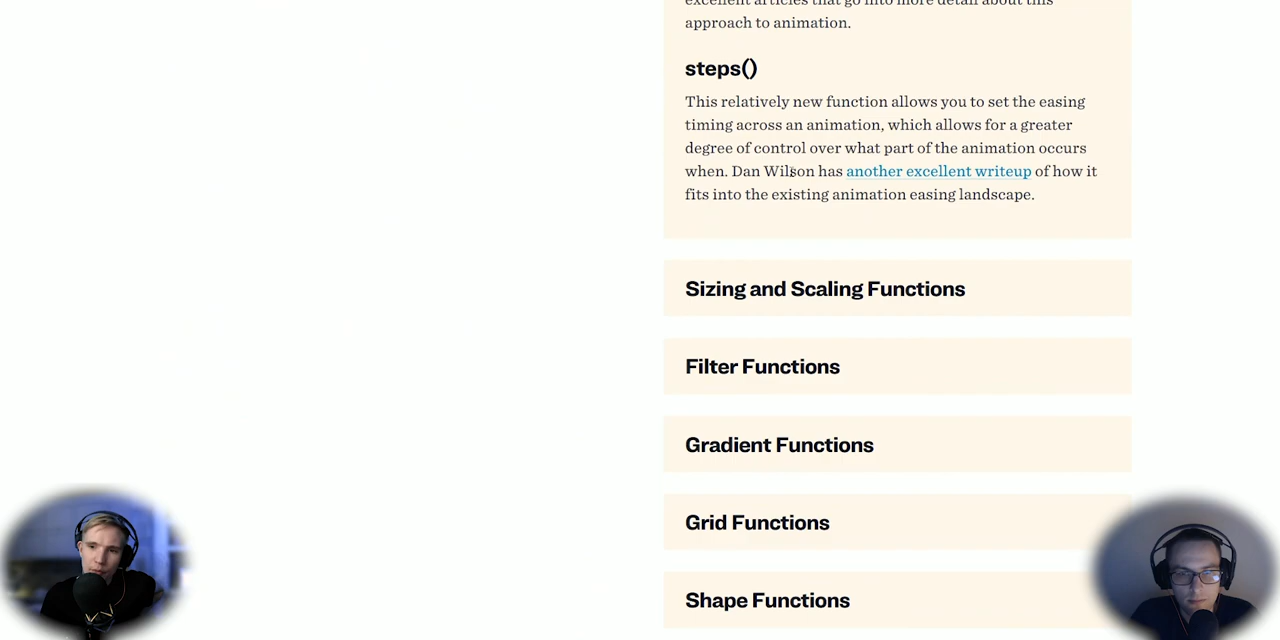 excellent articles that go into more detail about this
approach to animation.
steps()
This relatively new function allows you to set the easing
timing across an animation, which allows for a greater
degree of control over what part of the animation occurs
when. Dan Wilson has another excellent writeup of how it
fits into the existing animation easing landscape.
Sizing and Scaling Functions
Filter Functions
Gradient Functions
Grid Functions
Shape Functions